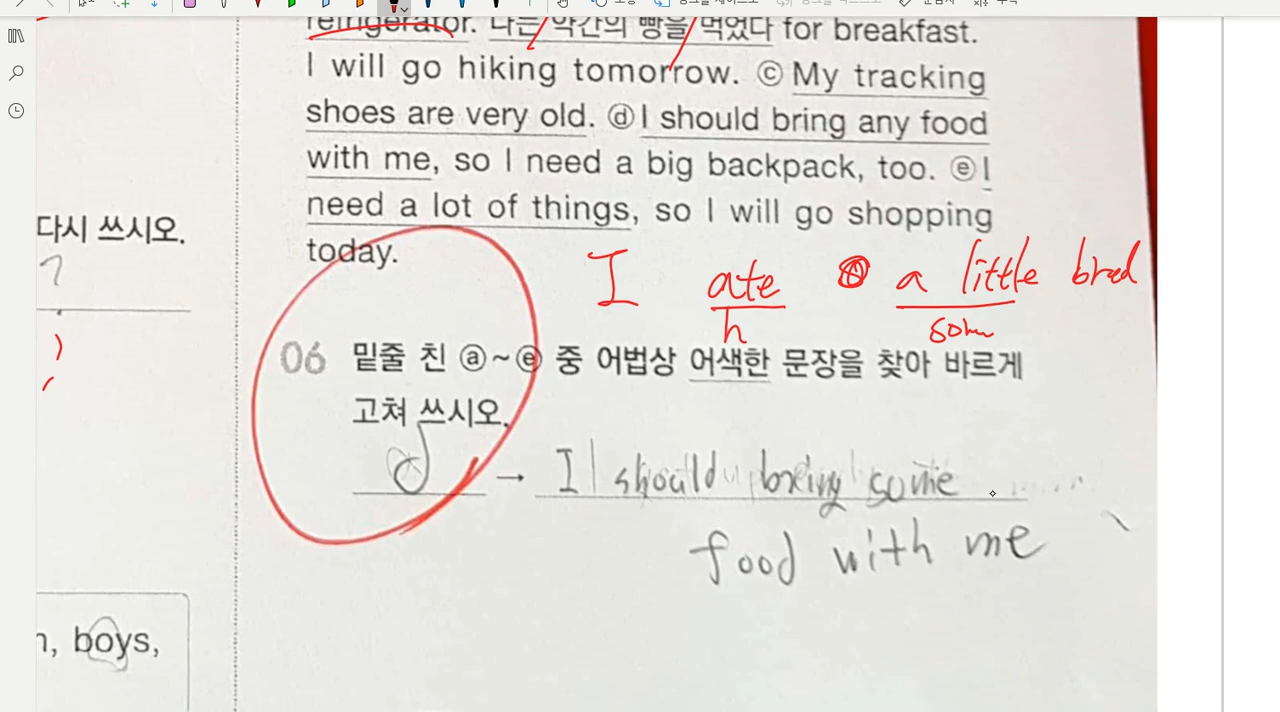 refrigerator. 나는 약간의 빵을 먹었다 for breakfast.
I will go hiking tomorrow. ⓒ My tracking
shoes are very old. ⓓ I should bring any food
with me, so I need a big backpack, too. ⓔ I
need a lot of things, so I will go shopping
today.
다시 쓰시오.
I ate a little bred
h
06 밑줄 친 ⓐ~ⓔ 중 어법상 어색한 문장을 찾아 바르게
고쳐 쓰시오.
d → I should bring some
food with me
boys,